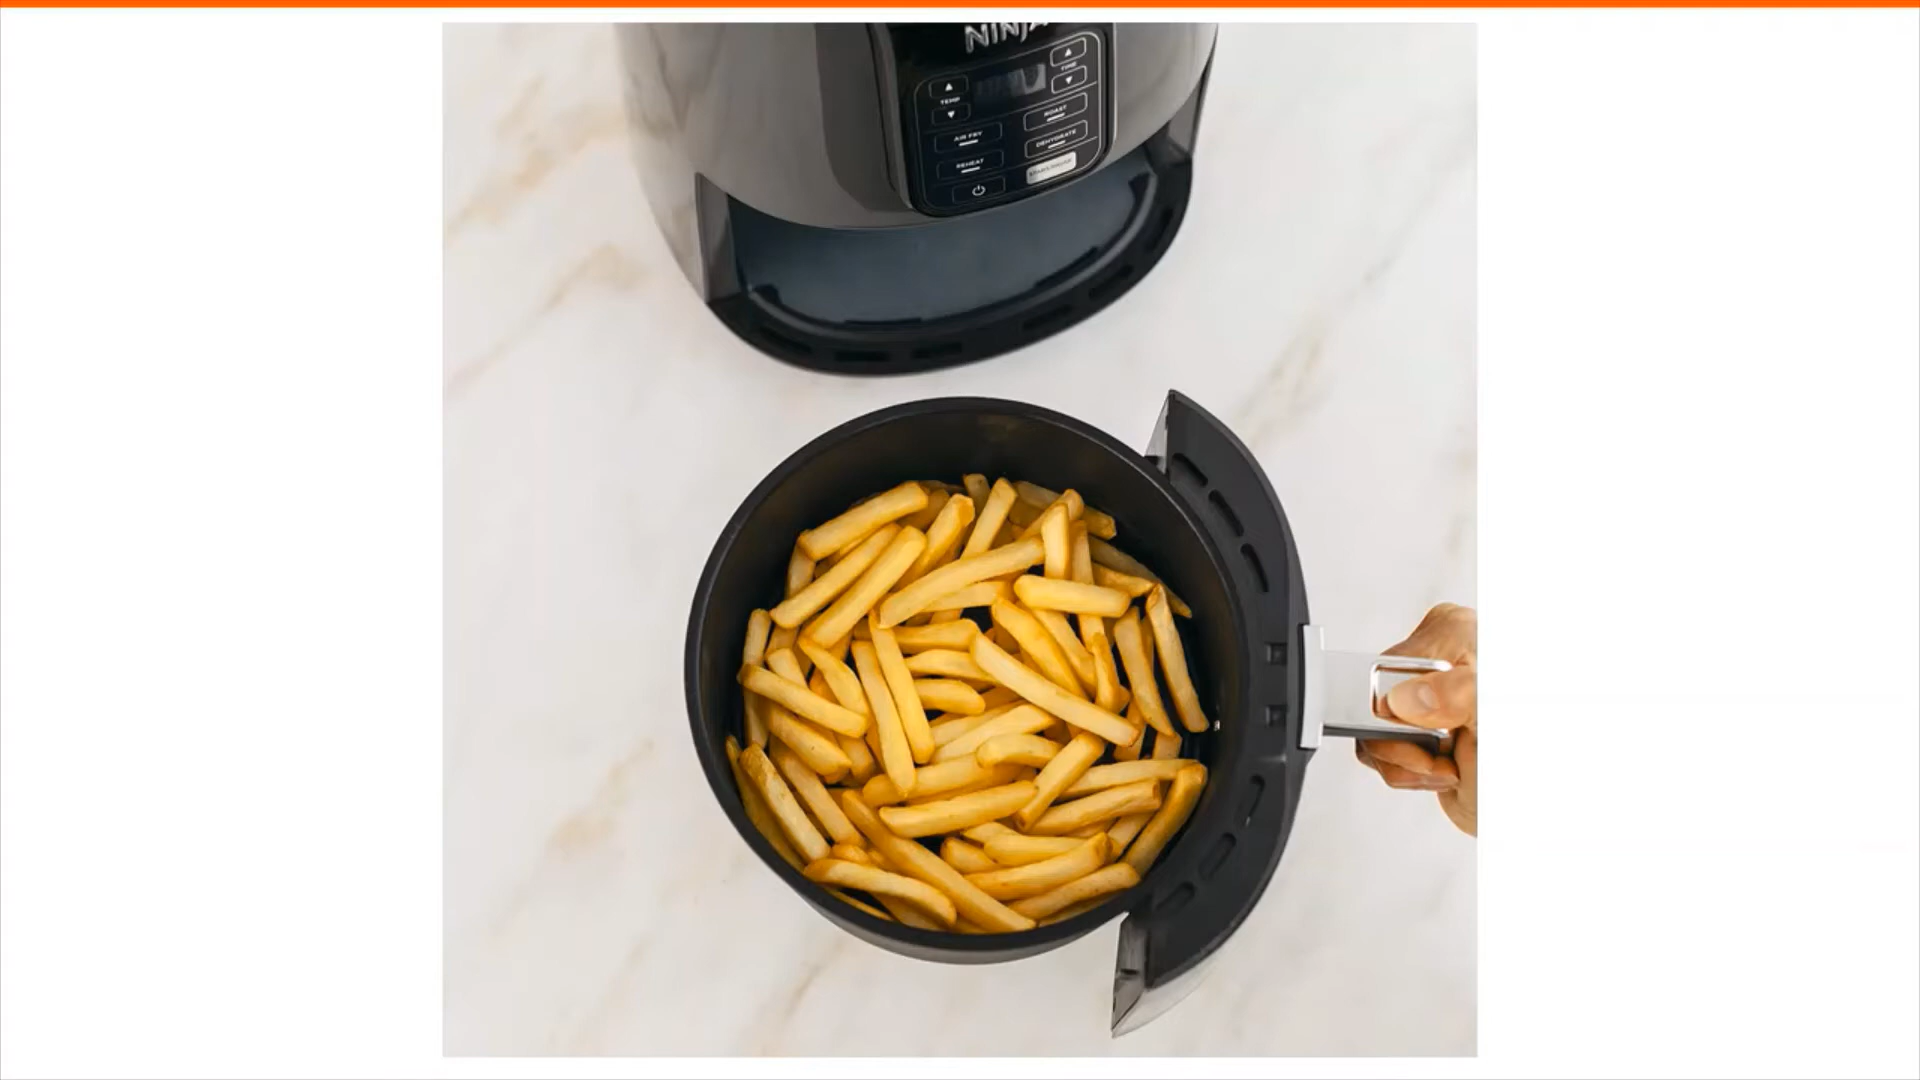 NINJA
TEMP
TIME
AIR FRY
ROAST
REHEAT
DEHYDRATE